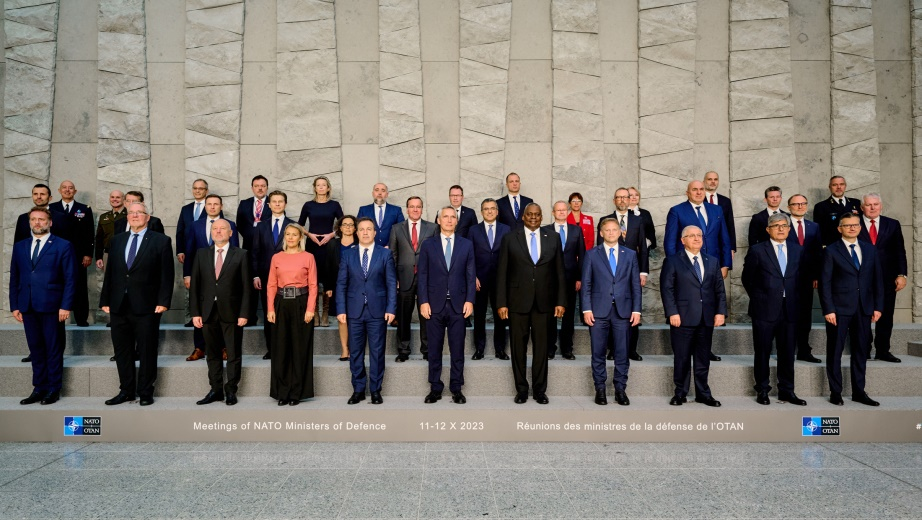 NATO
OTAN
Meetings of NATO Ministers of Defence
11-12 X 2023
Réunions des ministres de la défense de l'OTAN
NATO
OTAN
#